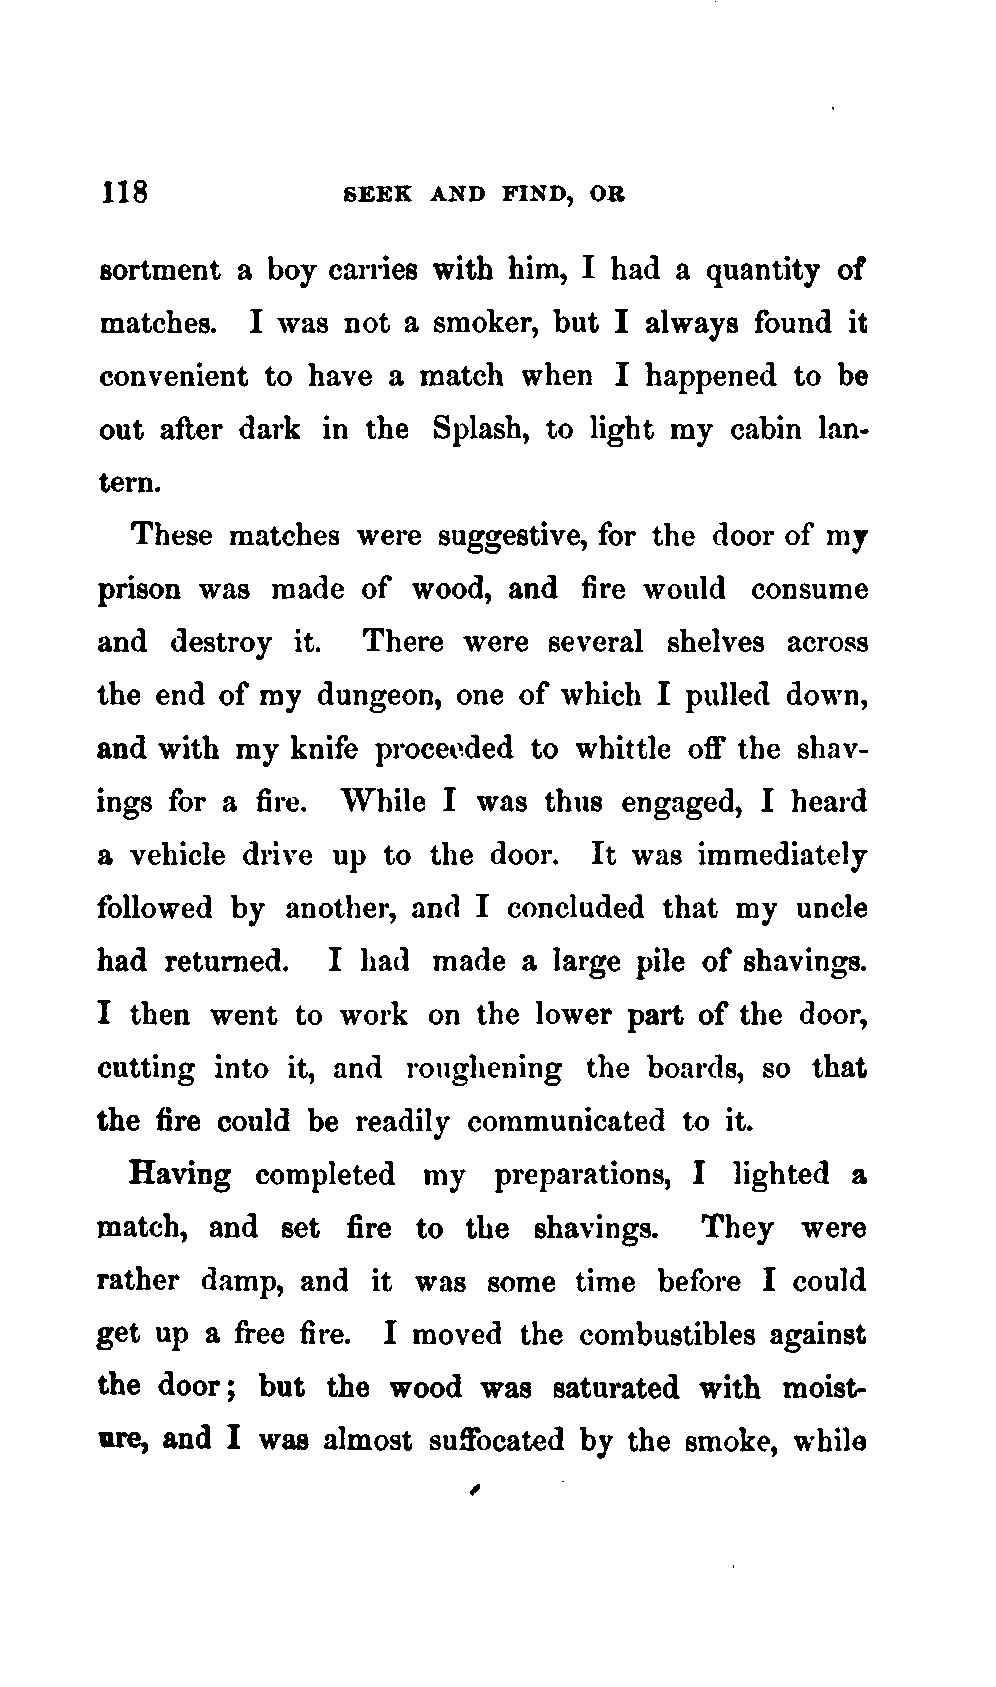 118 SEEK AND FIND, OR
sortment a boy carries with him, I had a quantity of
matches. I was not a smoker, but I always found it
convenient to have a match when I happened to be
out after dark in the Splash, to light my cabin lan-
tern.
These matches were suggestive, for the door of my
prison was made of wood, and fire would consume
and destroy it. There were several shelves across
the end of my dungeon, one of which I pulled down,
and with my knife proceeded to whittle off the shav-
ings for a fire. While I was thus engaged, I heard
a vehicle drive up to the door. It was immediately
followed by another, and I concluded that my uncle
had returned. I had made a large pile of shavings.
I then went to work on the lower part of the door,
cutting into it, and roughening the boards, so that
the fire could be readily communicated to it.
Having completed my preparations, I lighted a
match, and set fire to the shavings. They were
rather damp, and it was some time before I could
get up a free fire. I moved the combustibles against
the door; but the wood was saturated with moist-
ure, and I was almost suffocated by the smoke, while